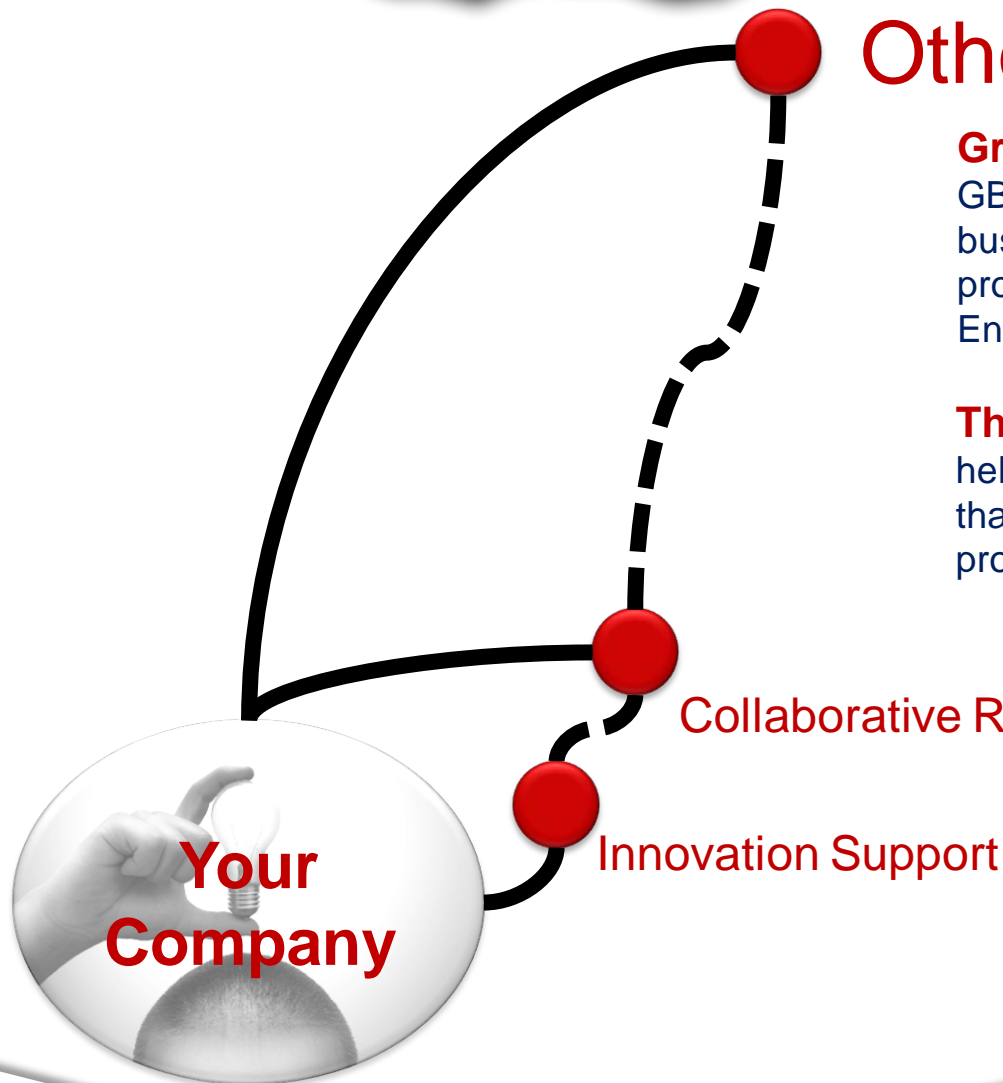 Othe
Gr
GB
bus
pro
En
Th
hel
tha
pro
Collaborative R
Innovation Support
Your
Company